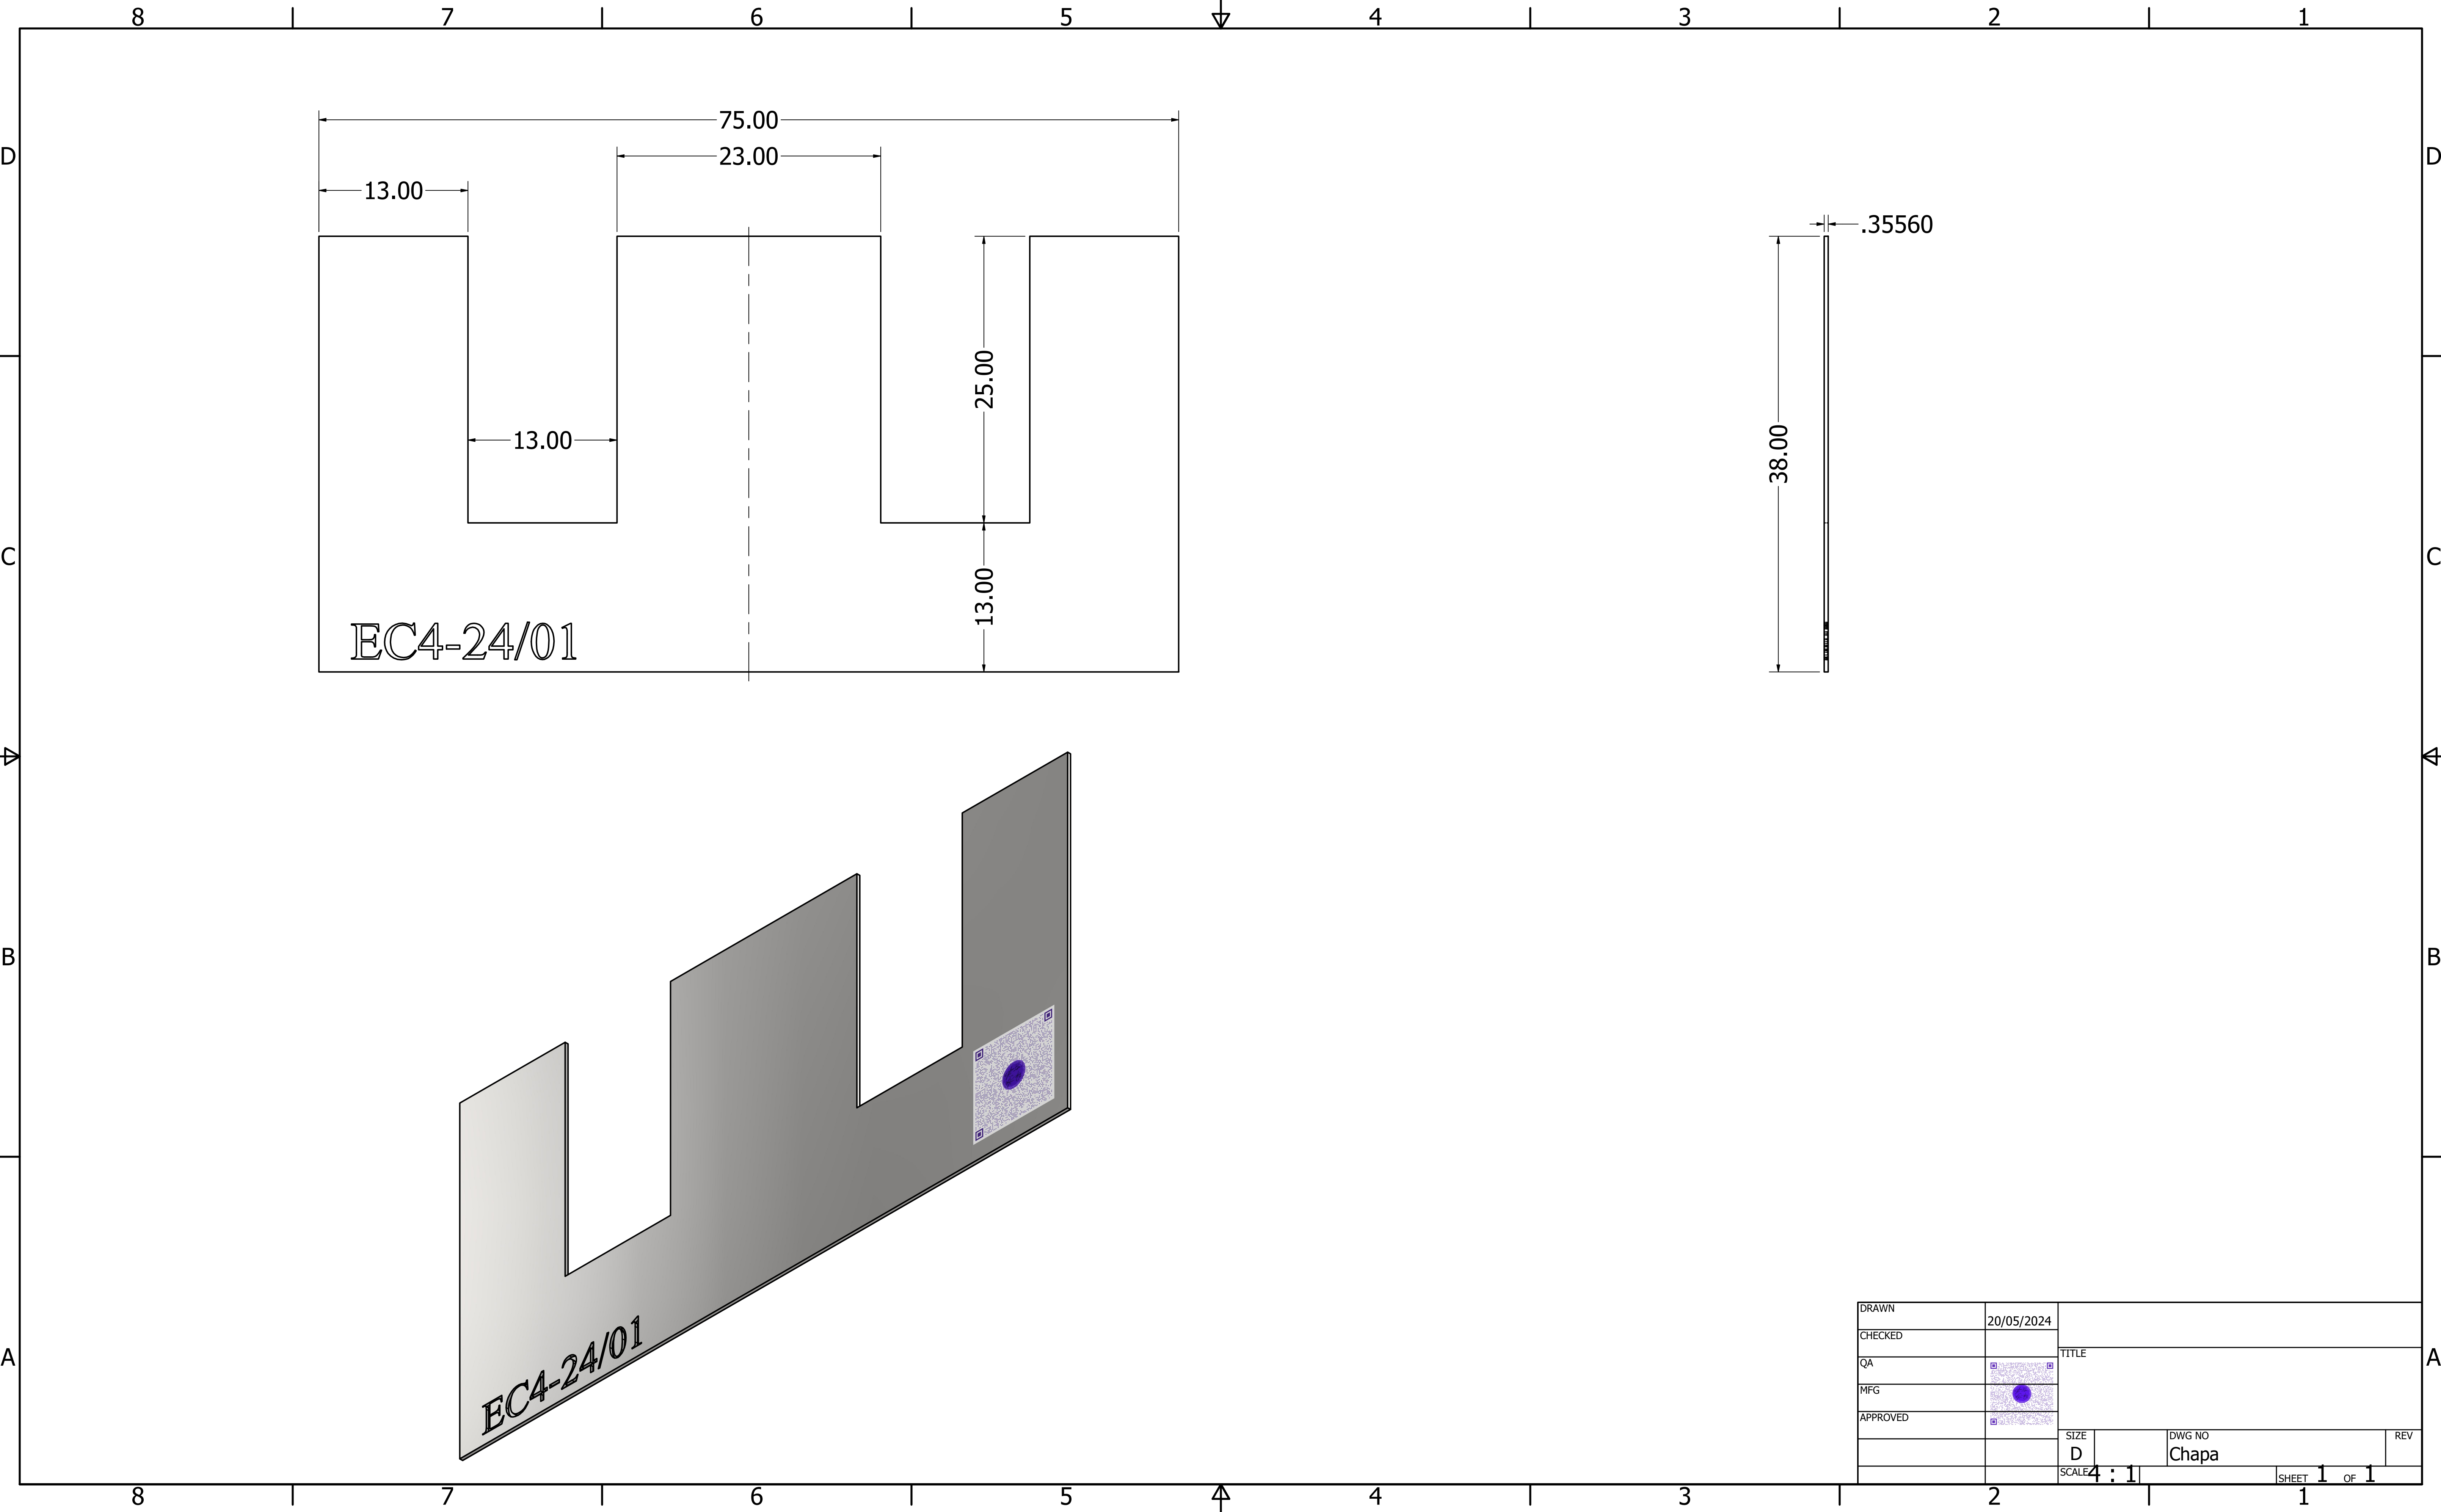 8 7 6 5 4 3 2 1
75.00
23.00
13.00
D D
.35560
25.00
38.00
13.00
C C
13.00
EC4-24/01
B B
EC4-24/01
DRAWN
20/05/2024
CHECKED
TITLE
QA
A A
MFG
APPROVED
SIZE DWG NO REV
D Chapa
SCALE 4 : 1 SHEET 1 OF 1
8 7 6 5 4 3 2 1